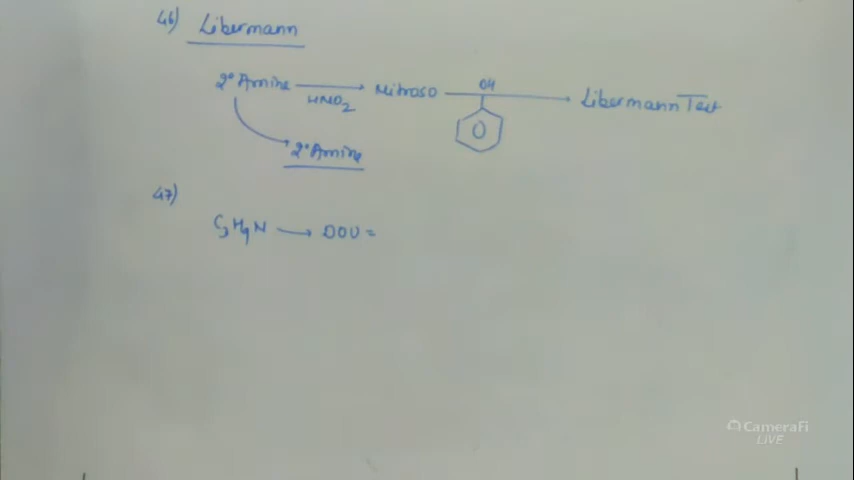 46) Libermann
2° Amine → Nitroso → Libermann Test
HNO2
OH
2° Amine
47)
C3H9N → DOU =
CameraFi
LIVE